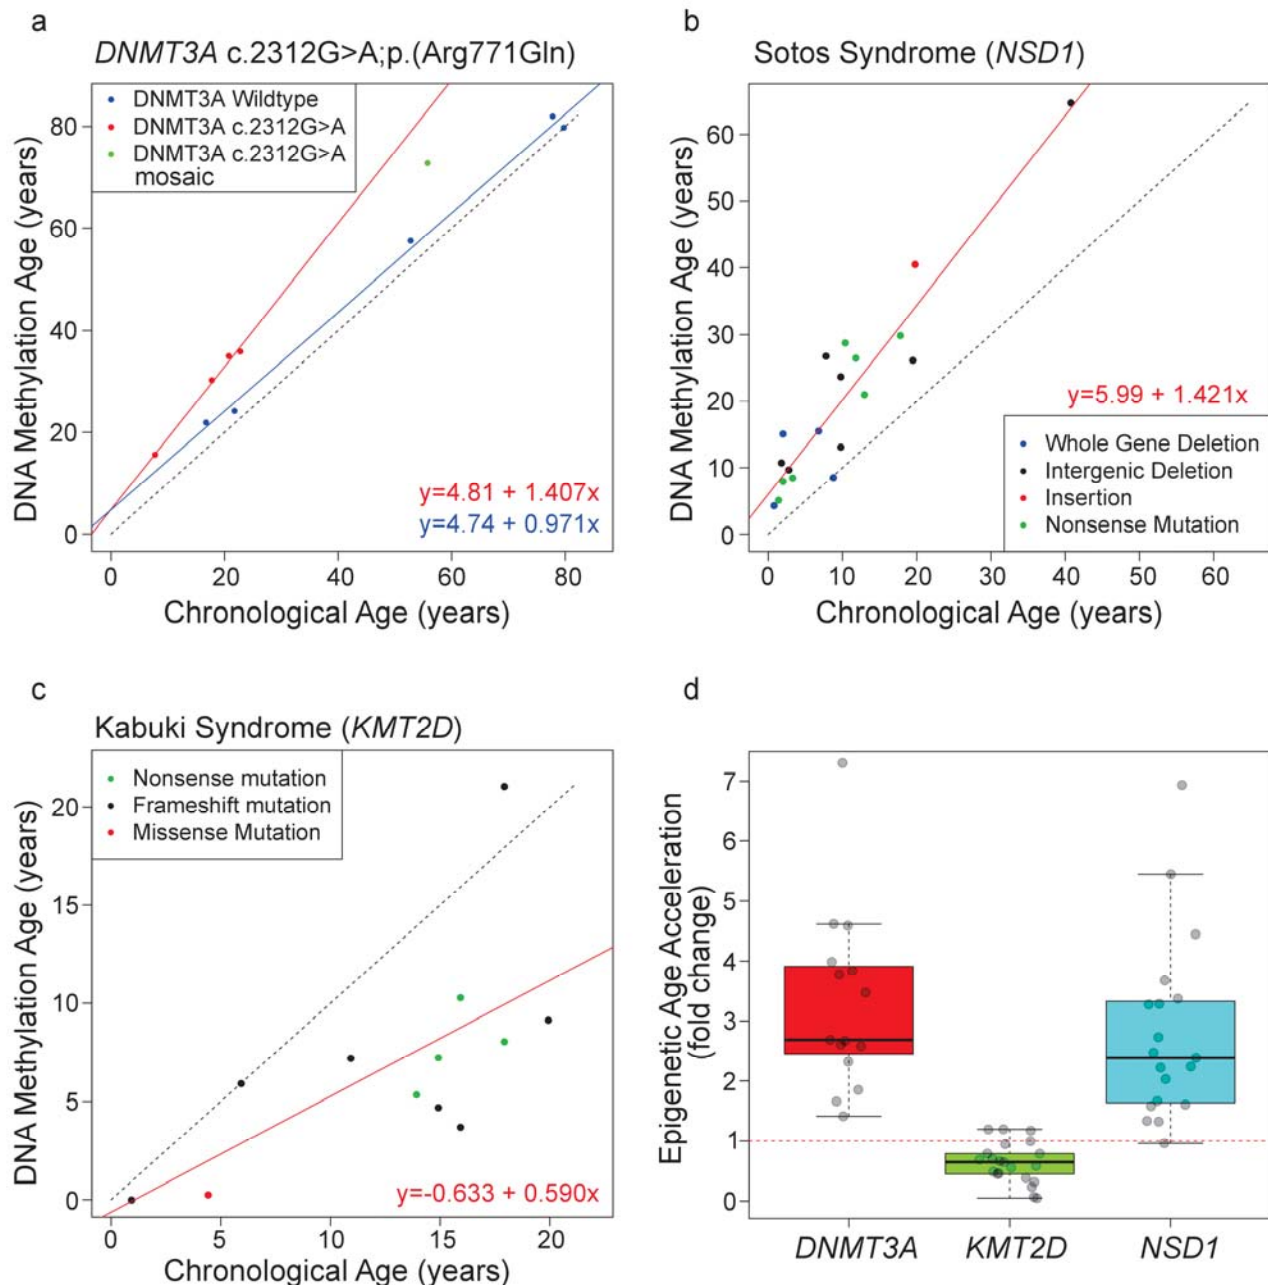 a
DNMT3A c.2312G>A;p.(Arg771Gln)
DNMT3A Wildtype
DNMT3A c.2312G>A
DNMT3A c.2312G>A
mosaic
80
60
40
20
0
DNA Methylation Age (years)
y=4.81 + 1.407x
y=4.74 + 0.971x
0 20 40 60 80
Chronological Age (years)
b
Sotos Syndrome (NSD1)
60
50
40
30
20
10
0
DNA Methylation Age (years)
y=5.99 + 1.421x
Whole Gene Deletion
Intergenic Deletion
Insertion
Nonsense Mutation
0 10 20 30 40 50 60
Chronological Age (years)
c
Kabuki Syndrome (KMT2D)
Nonsense mutation
Frameshift mutation
Missense Mutation
20
15
10
5
0
DNA Methylation Age (years)
y=-0.633 + 0.590x
0 5 10 15 20
Chronological Age (years)
d
7
6
5
4
3
2
1
0
Epigenetic Age Acceleration
(fold change)
DNMT3A KMT2D NSD1